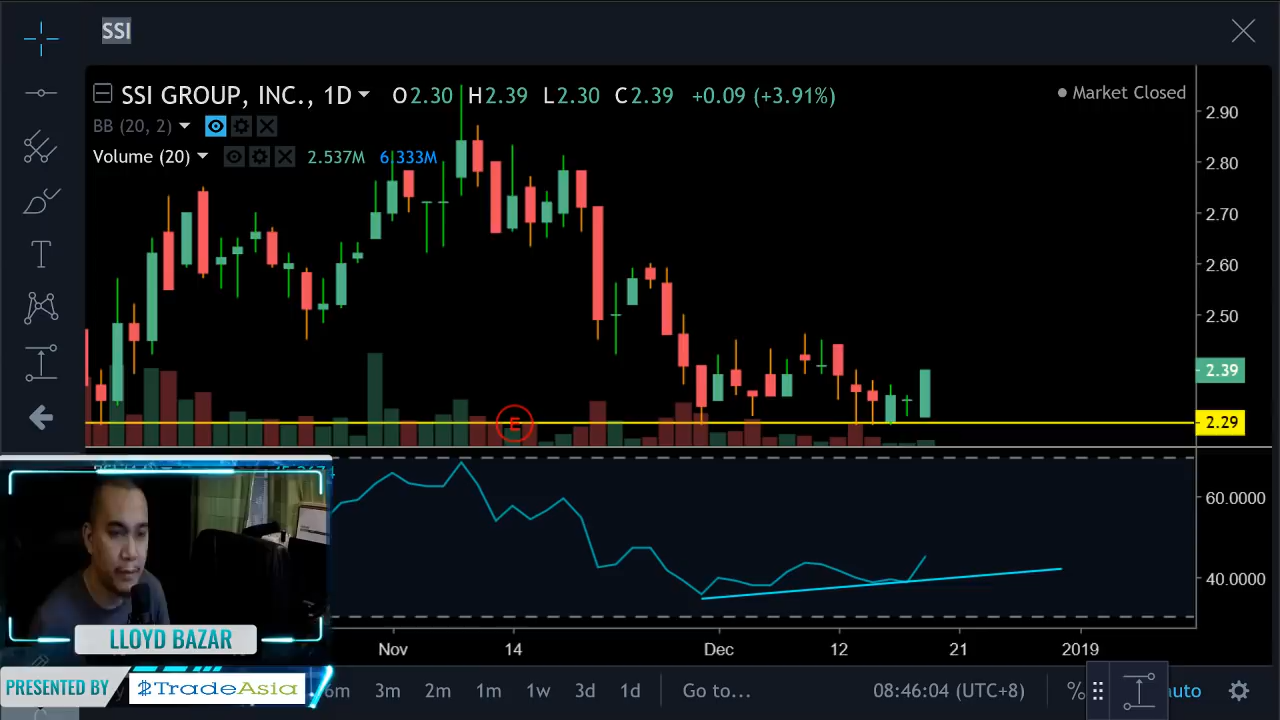 SSI
SSI GROUP, INC., 1D O2.30 H2.39 L2.30 C2.39 +0.09 (+3.91%)
Market Closed
BB (20, 2)
Volume (20) 2.537M 6.333M
2.90
2.80
2.70
2.60
2.50
2.39
2.29
E
T
60.0000
40.0000
Nov 14 Dec 12 21 2019
LLOYD BAZAR
PRESENTED BY TradeAsia
6m 3m 2m 1m 1w 3d 1d Go to... 08:46:04 (UTC+8) % auto